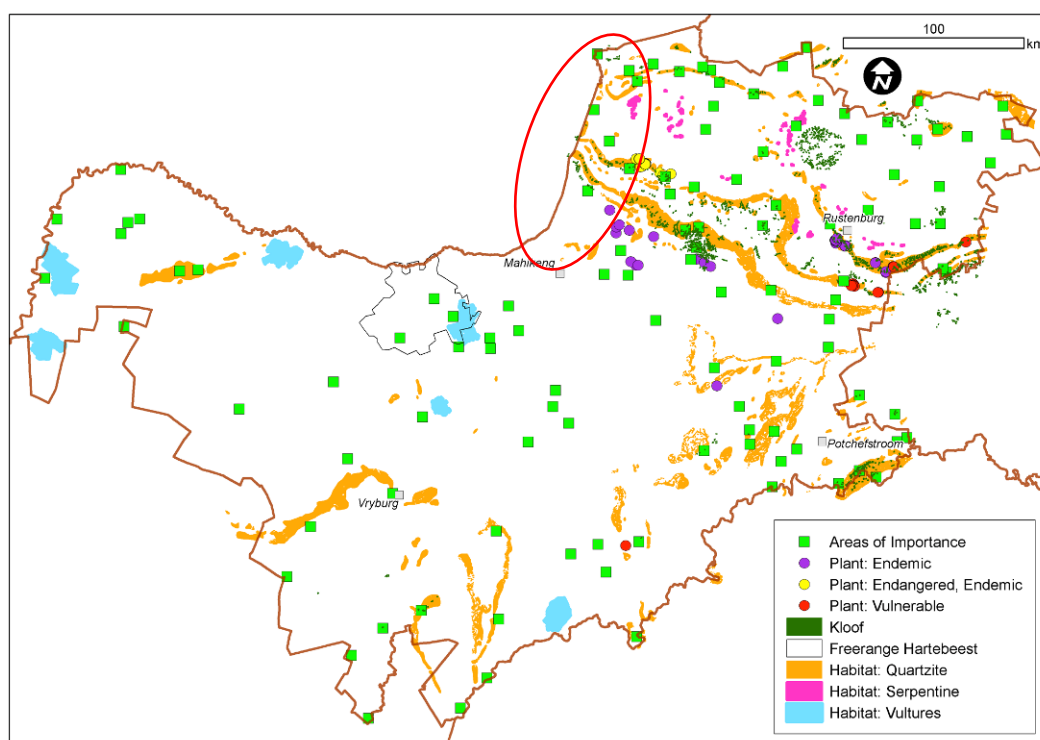 100
km
N
Rustenburg
Mahikeng
Potchefstroom
Vryburg
Areas of Importance
Plant: Endemic
Plant: Endangered, Endemic
Plant: Vulnerable
Kloof
Freerange Hartebeest
Habitat: Quartzite
Habitat: Serpentine
Habitat: Vultures